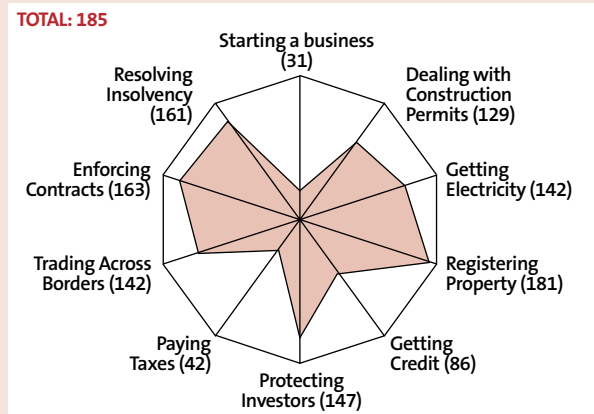 TOTAL: 185
Starting a business
(31)
Dealing with
Construction
Permits (129)
Getting
Electricity (142)
Registering
Property (181)
Getting
Credit (86)
Protecting
Investors (147)
Paying
Taxes (42)
Trading Across
Borders (142)
Enforcing
Contracts (163)
Resolving
Insolvency
(161)